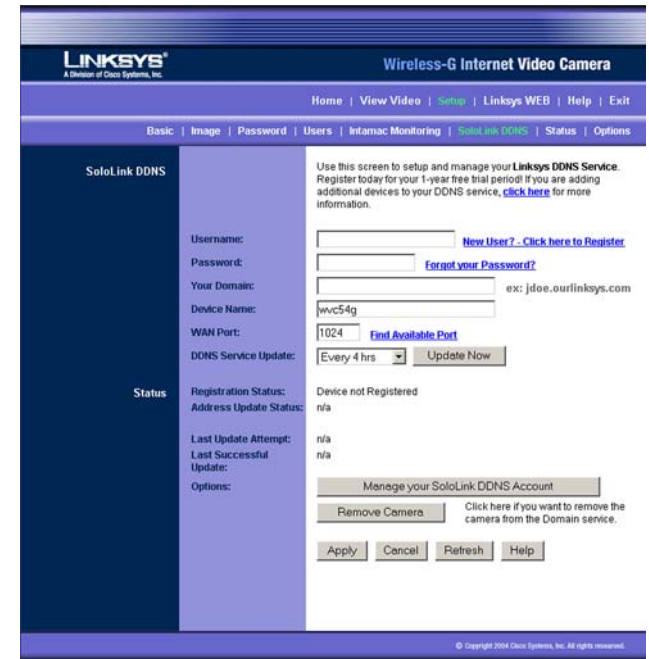 LINKSYS®
A Division of Cisco Systems, Inc.
Wireless-G Internet Video Camera
Home | View Video | Setup | Linksys WEB | Help | Exit
Basic | Image | Password | Users | Intamac Monitoring | SoloLink DDNS | Status | Options
SoloLink DDNS
Use this screen to setup and manage your Linksys DDNS Service.
Register today for your 1-year free trial period! If you are adding
additional devices to your DDNS service, click here for more
information.
Username:
New User? - Click here to Register
Password:
Forgot your Password?
Your Domain:
ex: jdoe.ourlinksys.com
Device Name:
wvc54g
WAN Port:
1024
Find Available Port
DDNS Service Update:
Every 4 hrs
Update Now
Status
Registration Status:
Device not Registered
Address Update Status:
n/a
Last Update Attempt:
n/a
Last Successful
Update:
n/a
Options:
Manage your SoloLink DDNS Account
Remove Camera
Click here if you want to remove the
camera from the Domain service.
Apply
Cancel
Refresh
Help
© Copyright 2004 Cisco Systems, Inc. All rights reserved.